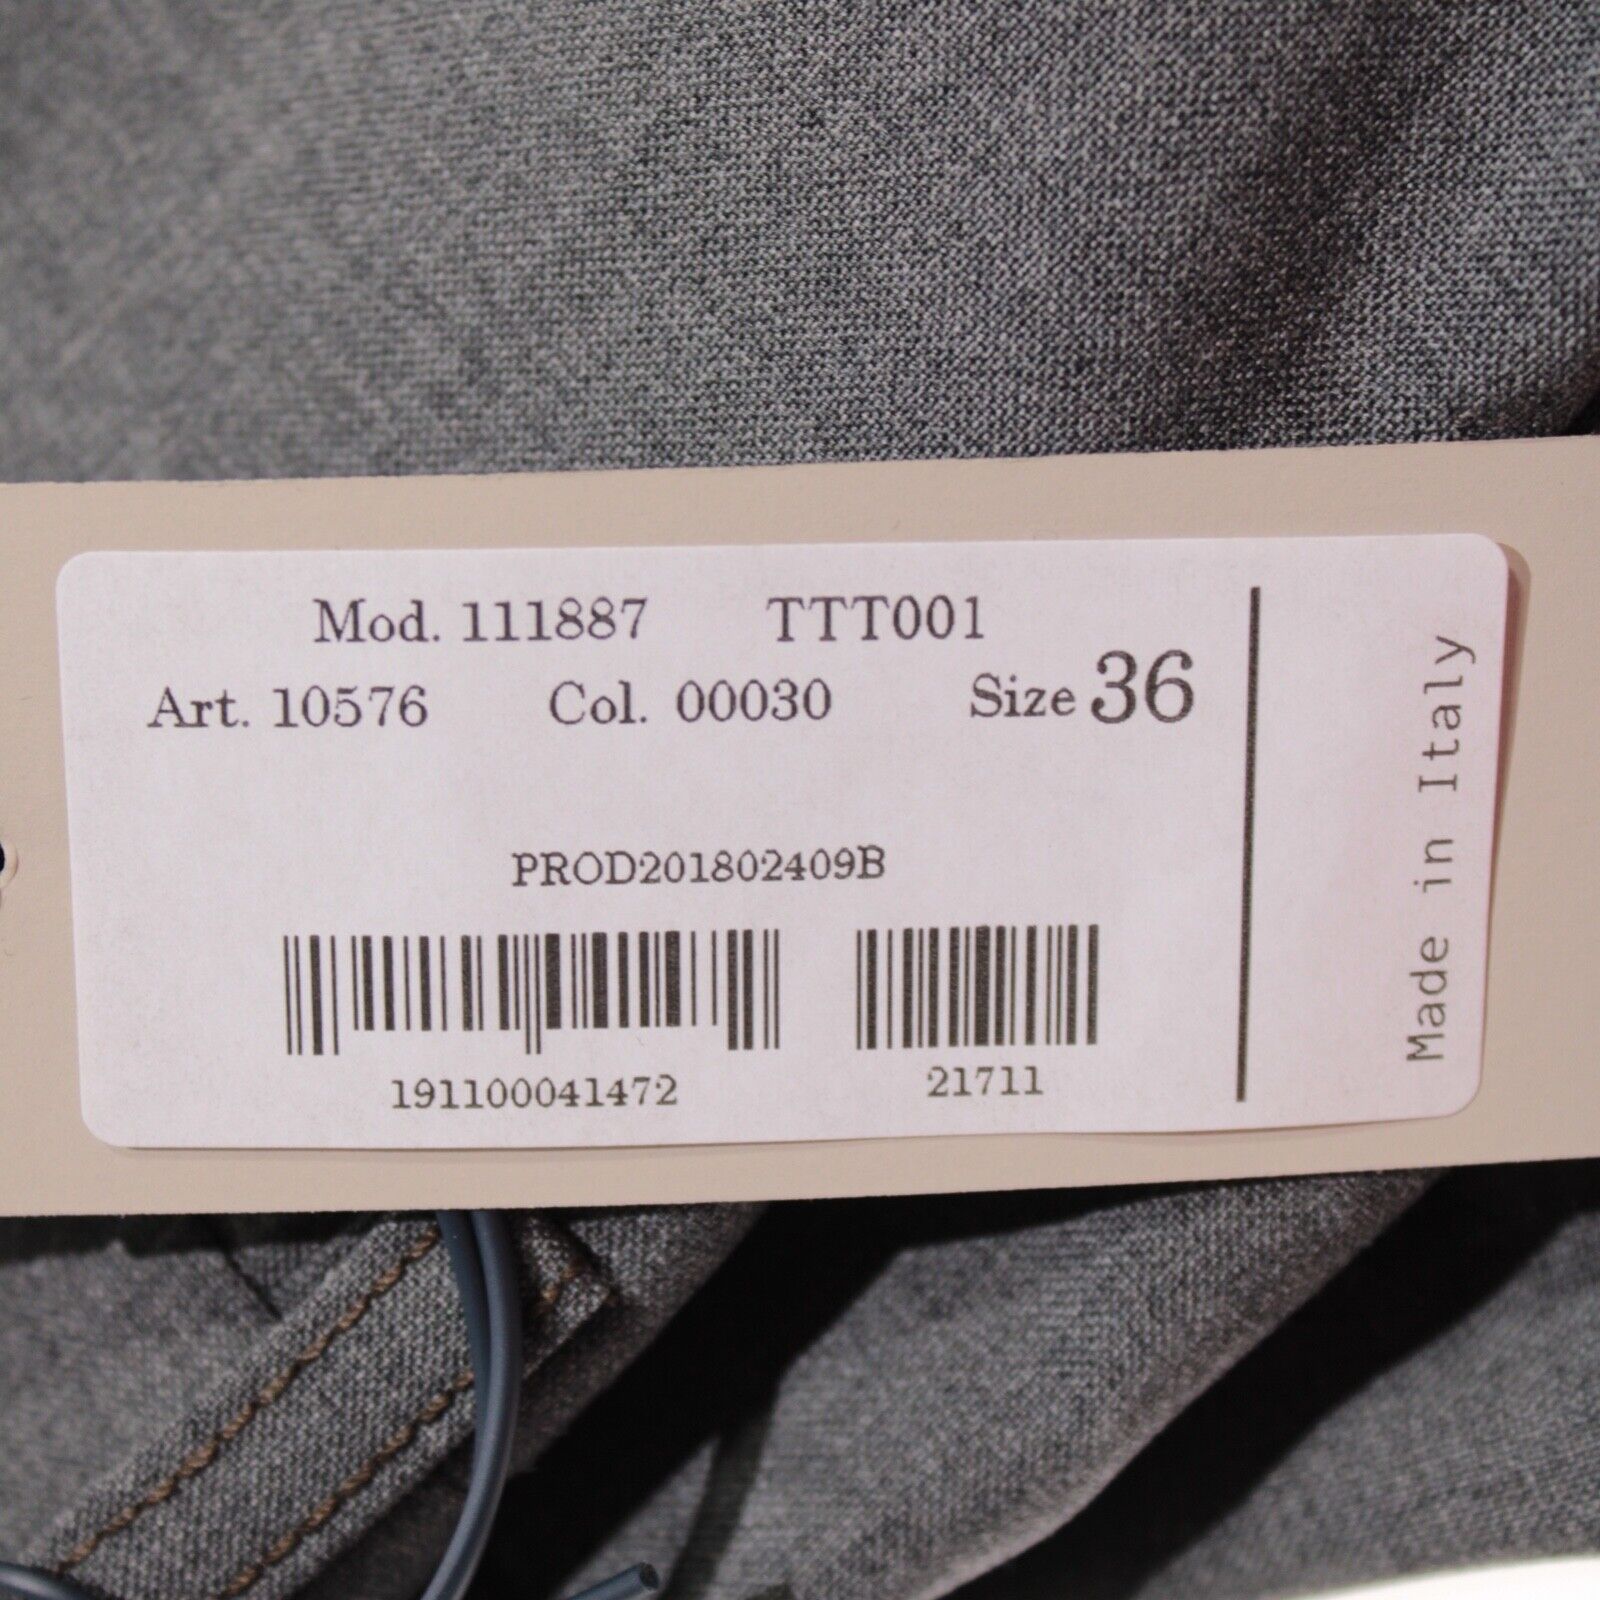 Mod. 111887 TTT001
Art. 10576 Col. 00030 Size 36
PROD201802409B
191100041472 21711
Made in Italy